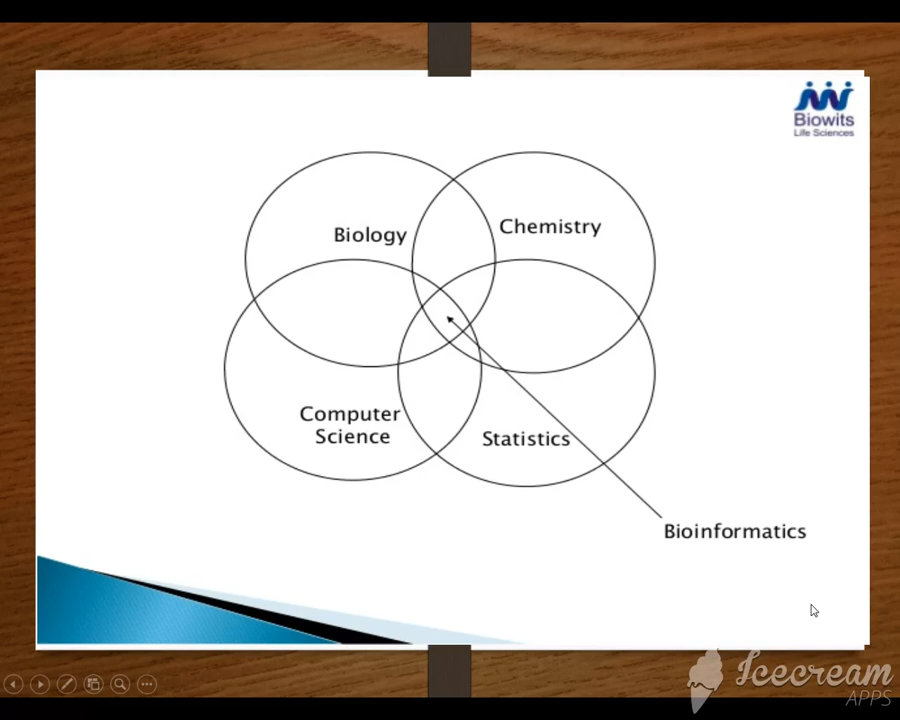 Biowits
Life Sciences
Biology
Chemistry
Computer
Science
Statistics
Bioinformatics
Icecream
APPS